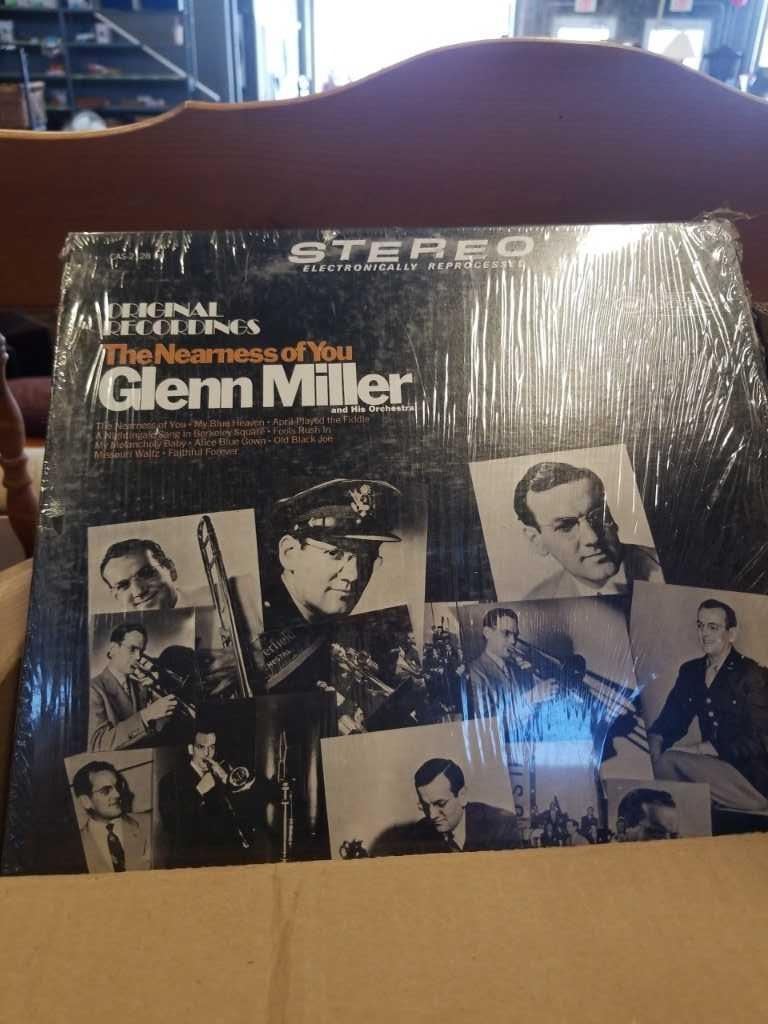 STEREO
ELECTRONICALLY REPROCESSED
ORIGINAL
RECORDINGS
The Nearness of You
Glenn Miller
and His Orchestra
The Nearness of You • My Blue Heaven • April Played the Fiddle
A Nightingale Sang in Berkeley Square • Fools Rush In
My Melancholy Baby • Alice Blue Gown • Old Black Joe
Missouri Waltz • Faithful Forever